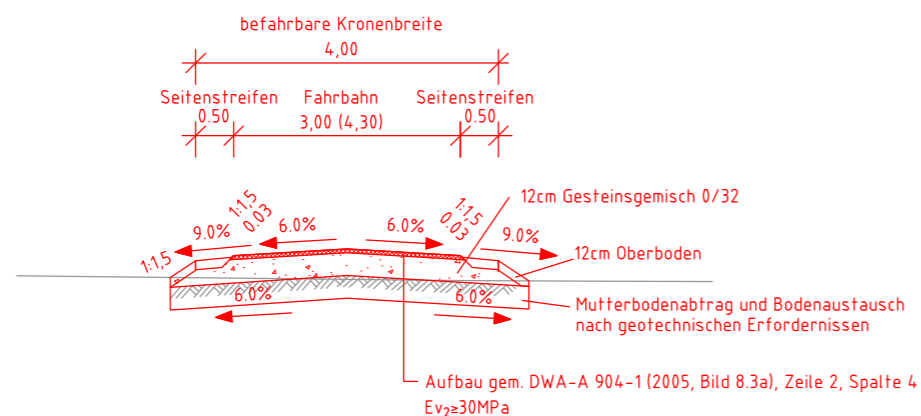 befahrbare Kronenbreite
4,00
Seitenstreifen Fahrbahn Seitenstreifen
0.50 3,00 (4,30) 0.50
1:1,5 0.03 1:1,5 0.03
1:1,5 9.0% 6.0% 6.0% 9.0%
12cm Gesteinsgemisch 0/32
12cm Oberboden
6.0% 6.0%
Mutterbodenabtrag und Bodenaustausch
nach geotechnischen Erfordernissen
Aufbau gem. DWA-A 904-1 (2005, Bild 8.3a), Zeile 2, Spalte 4
Ev₂≥30MPa